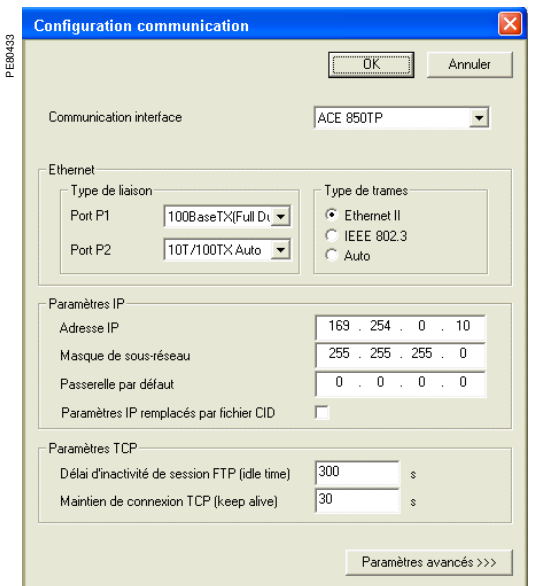 PE80433
Configuration communication
OK Annuler
Communication interface ACE 850TP
Ethernet
Type de liaison Type de trames
Port P1 100BaseTX(Full Du Ethernet II
IEEE 802.3
Port P2 10T/100TX Auto Auto
Paramètres IP
Adresse IP 169 . 254 . 0 . 10
Masque de sous-réseau 255 . 255 . 255 . 0
Passerelle par défaut 0 . 0 . 0 . 0
Paramètres IP remplacés par fichier CID
Paramètres TCP
Délai d'inactivité de session FTP (idle time) 300 s
Maintien de connexion TCP (keep alive) 30 s
Paramètres avancés >>>